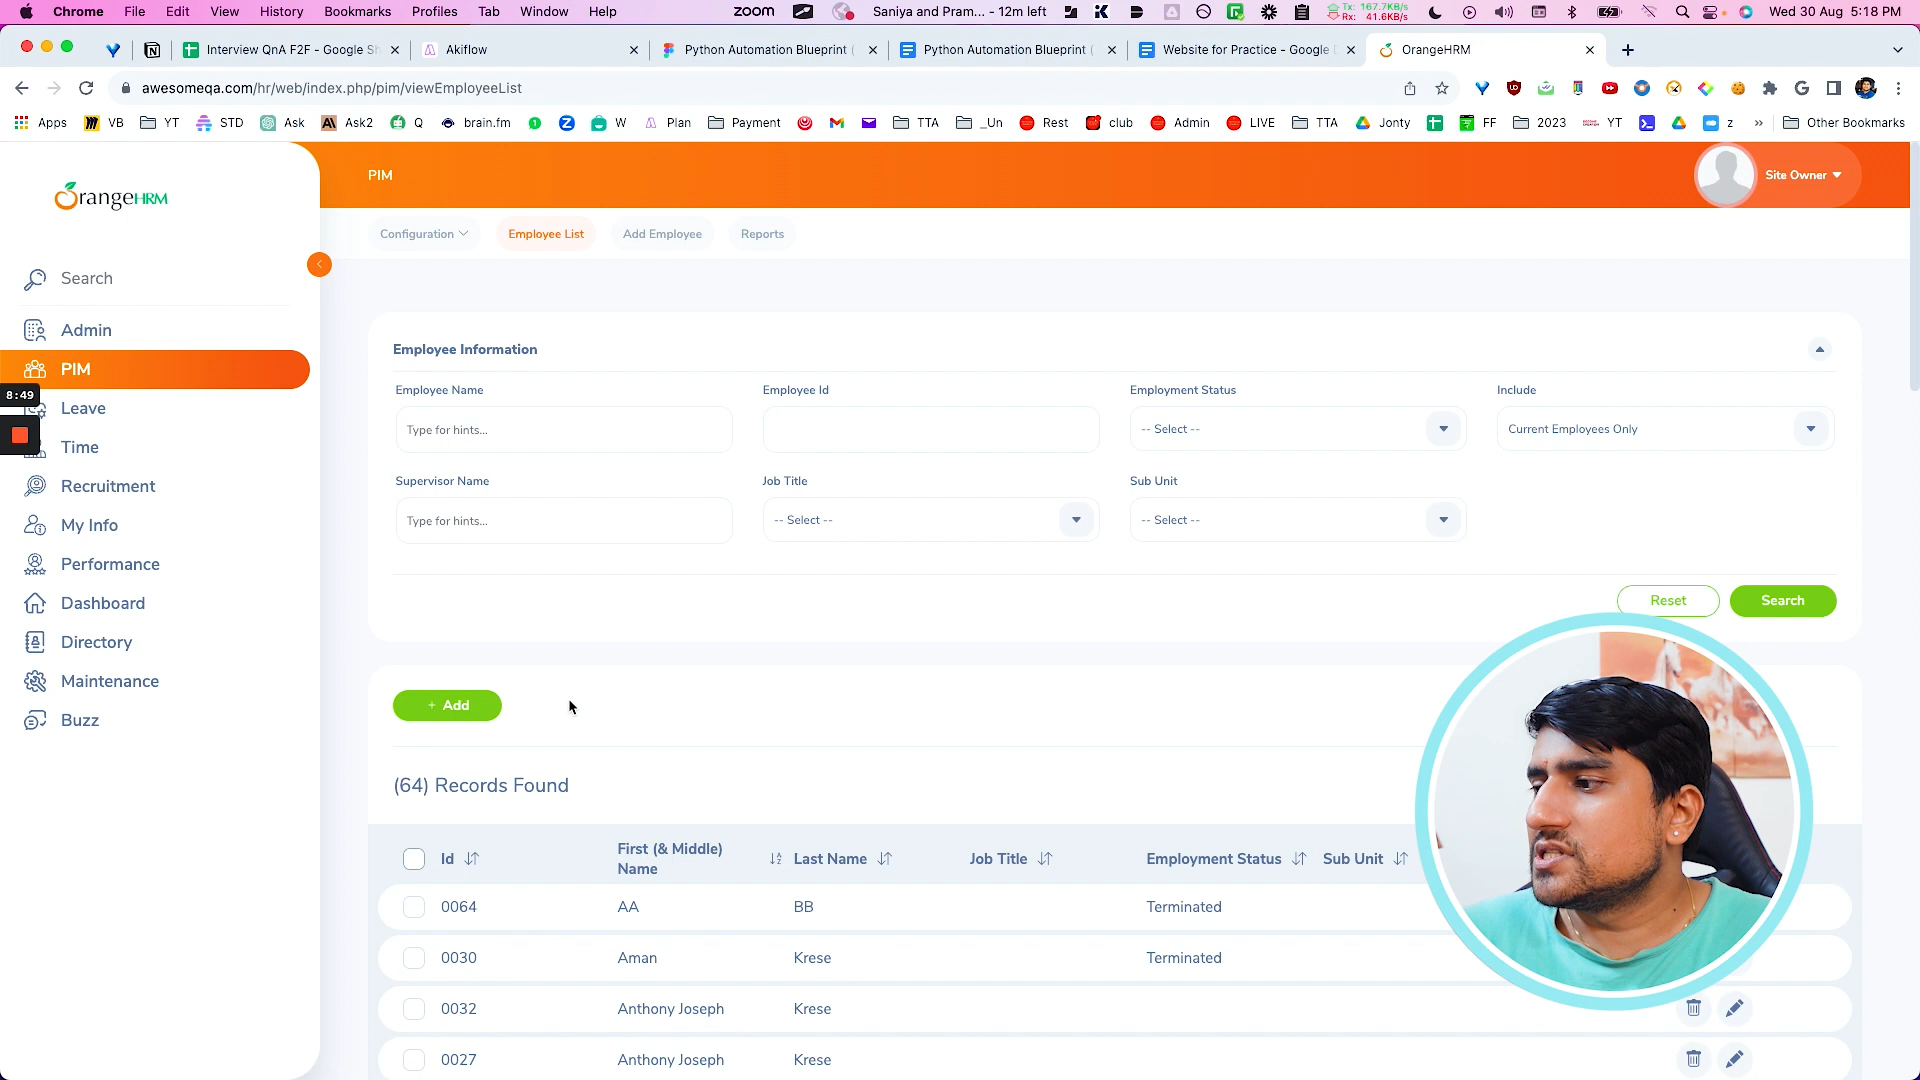 Chrome File Edit View History Bookmarks Profiles Tab Window Help zoom Saniya and Pram... - 12m left Tx: 167.7KB/s Rx: 41.6KB/s Wed 30 Aug 5:18 PM
Interview QnA F2F - Google Sh Akiflow Python Automation Blueprint ( Python Automation Blueprint ( Website for Practice - Google D OrangeHRM
awesomeqa.com/hr/web/index.php/pim/viewEmployeeList
Apps VB YT STD Ask Ask2 Q brain.fm W Plan Payment TTA _Un Rest club Admin LIVE TTA Jonty FF 2023 YT z » Other Bookmarks
OrangeHRM
PIM
Site Owner
Configuration Employee List Add Employee Reports
Search
Admin
PIM
8:49
Leave
Time
Recruitment
My Info
Performance
Dashboard
Directory
Maintenance
Buzz
Employee Information
Employee Name Employee Id Employment Status Include
Type for hints... -- Select -- Current Employees Only
Supervisor Name Job Title Sub Unit
Type for hints... -- Select -- -- Select --
Reset Search
+ Add
(64) Records Found
Id First (& Middle) Name Last Name Job Title Employment Status Sub Unit
0064 AA BB Terminated
0030 Aman Krese Terminated
0032 Anthony Joseph Krese
0027 Anthony Joseph Krese